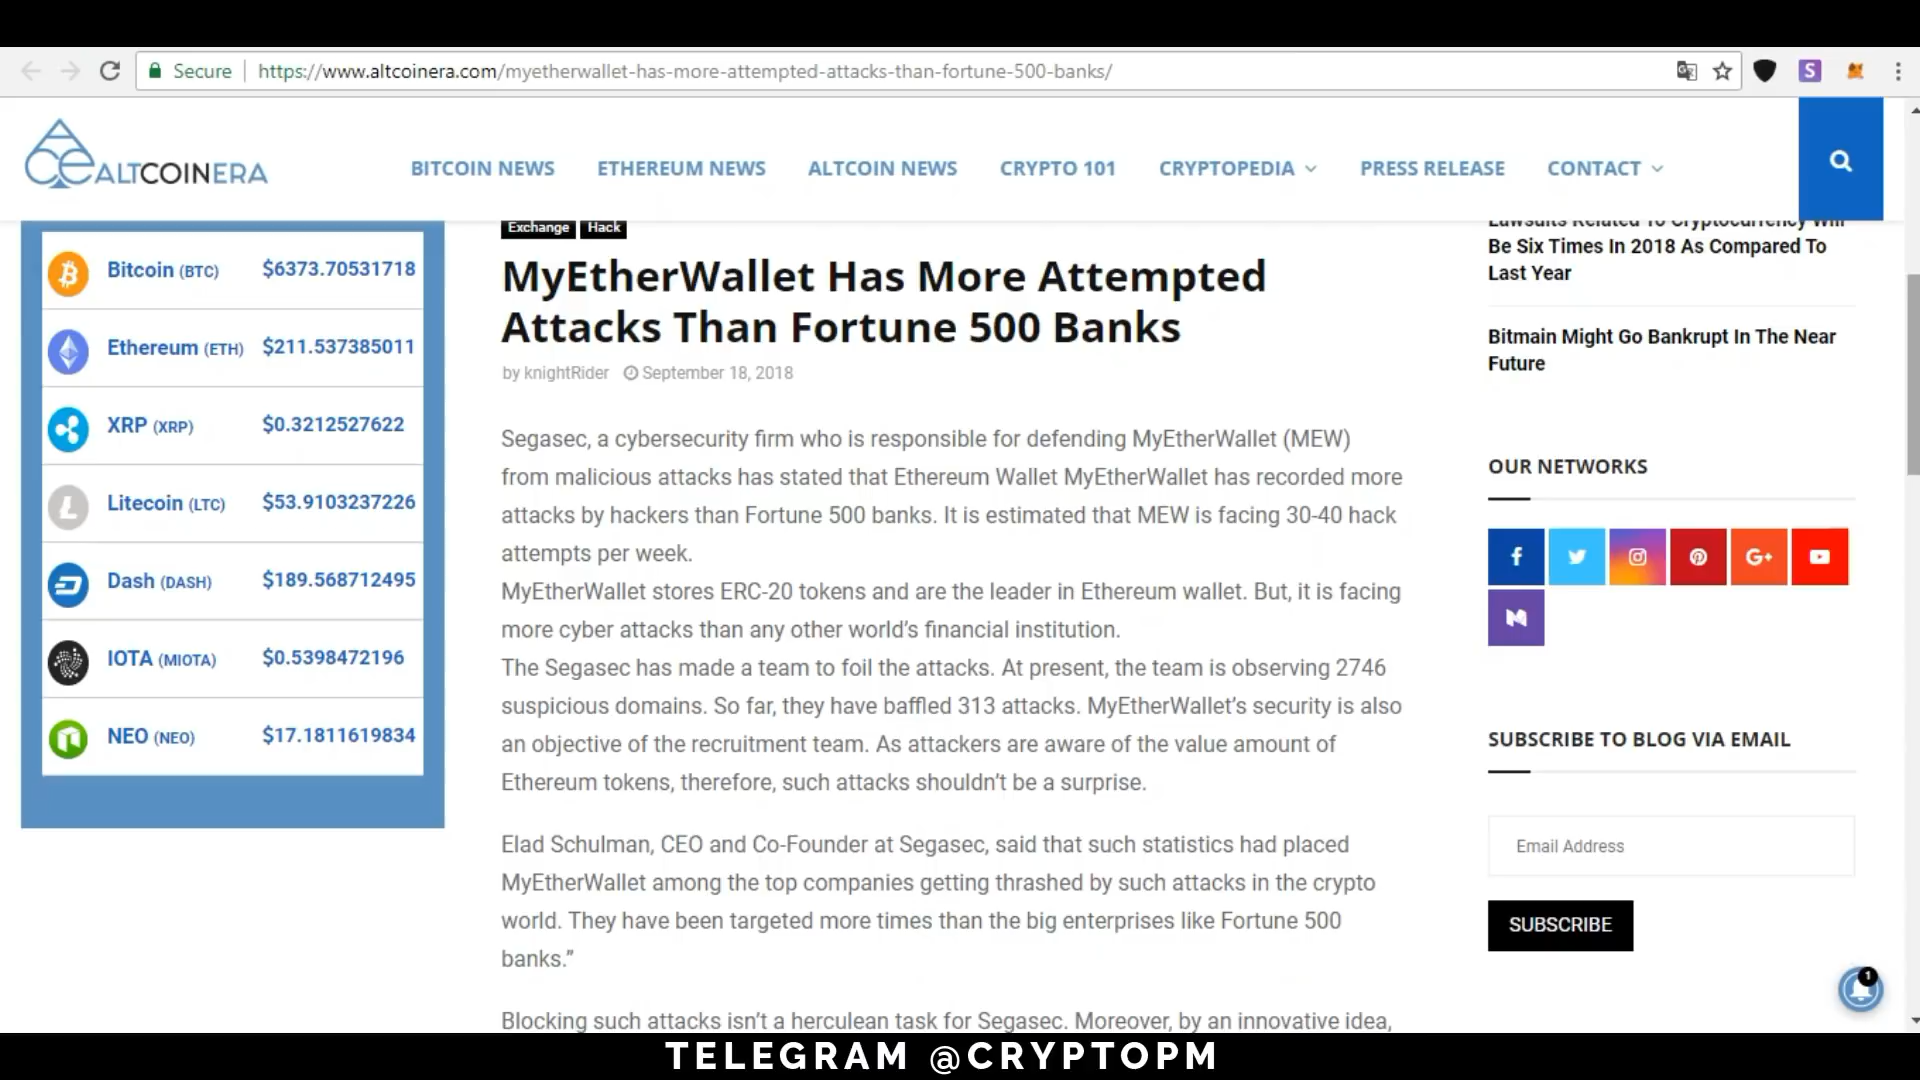 Secure https://www.altcoinera.com/myetherwallet-has-more-attempted-attacks-than-fortune-500-banks/
S
ALTCOINERA
BITCOIN NEWS ETHEREUM NEWS ALTCOIN NEWS CRYPTO 101 CRYPTOPEDIA PRESS RELEASE CONTACT
Bitcoin (BTC) $6373.70531718
Ethereum (ETH) $211.537385011
XRP (XRP) $0.3212527622
Litecoin (LTC) $53.9103237226
Dash (DASH) $189.568712495
IOTA (MIOTA) $0.5398472196
NEO (NEO) $17.1811619834
Exchange Hack
MyEtherWallet Has More Attempted
Attacks Than Fortune 500 Banks
by knightRider September 18, 2018
Segasec, a cybersecurity firm who is responsible for defending MyEtherWallet (MEW)
from malicious attacks has stated that Ethereum Wallet MyEtherWallet has recorded more
attacks by hackers than Fortune 500 banks. It is estimated that MEW is facing 30-40 hack
attempts per week.
MyEtherWallet stores ERC-20 tokens and are the leader in Ethereum wallet. But, it is facing
more cyber attacks than any other world’s financial institution.
The Segasec has made a team to foil the attacks. At present, the team is observing 2746
suspicious domains. So far, they have baffled 313 attacks. MyEtherWallet’s security is also
an objective of the recruitment team. As attackers are aware of the value amount of
Ethereum tokens, therefore, such attacks shouldn’t be a surprise.
Elad Schulman, CEO and Co-Founder at Segasec, said that such statistics had placed
MyEtherWallet among the top companies getting thrashed by such attacks in the crypto
world. They have been targeted more times than the big enterprises like Fortune 500
banks.”
Blocking such attacks isn’t a herculean task for Segasec. Moreover, by an innovative idea,
Lawsuits Related To Cryptocurrency Will
Be Six Times In 2018 As Compared To
Last Year
Bitmain Might Go Bankrupt In The Near
Future
OUR NETWORKS
f G+
SUBSCRIBE TO BLOG VIA EMAIL
Email Address
SUBSCRIBE
1
TELEGRAM @CRYPTOPM